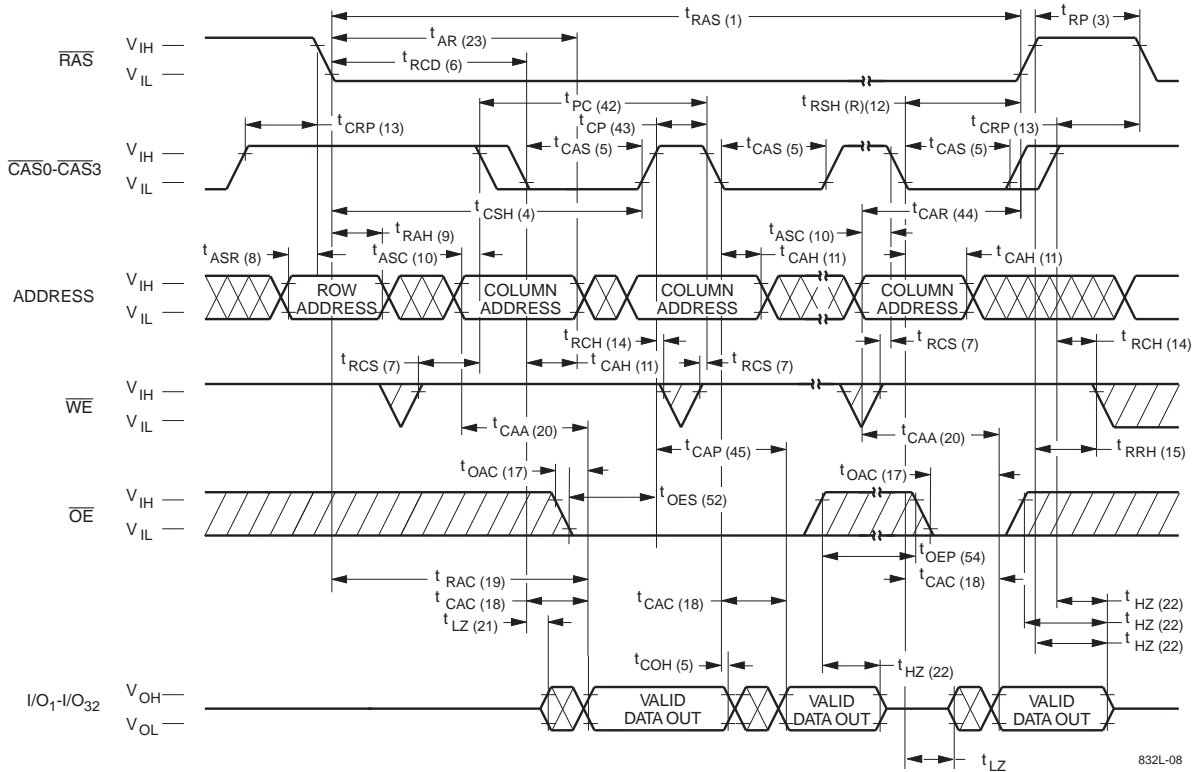 t RAS (1)
t RP (3)
t AR (23)
t RCD (6)
RAS
V IH
V IL
t PC (42)
t RSH (R)(12)
t CRP (13)
t CP (43)
t CRP (13)
CAS0-CAS3
V IH
V IL
t CAS (5)
t CAS (5)
t CAS (5)
t CSH (4)
t CAR (44)
t RAH (9)
t ASC (10)
t ASR (8)
t ASC (10)
t CAH (11)
t CAH (11)
ADDRESS
V IH
V IL
ROW ADDRESS
COLUMN ADDRESS
COLUMN ADDRESS
COLUMN ADDRESS
t RCH (14)
t RCS (7)
t RCH (14)
t RCS (7)
t CAH (11)
t RCS (7)
WE
V IH
V IL
t CAA (20)
t CAA (20)
t CAP (45)
t RRH (15)
t OAC (17)
t OAC (17)
t OES (52)
OE
V IH
V IL
t OEP (54)
t RAC (19)
t CAC (18)
t CAC (18)
t CAC (18)
t HZ (22)
t LZ (21)
t HZ (22)
t HZ (22)
t COH (5)
t HZ (22)
I/O1-I/O32
V OH
V OL
VALID DATA OUT
VALID DATA OUT
VALID DATA OUT
t LZ
832L-08